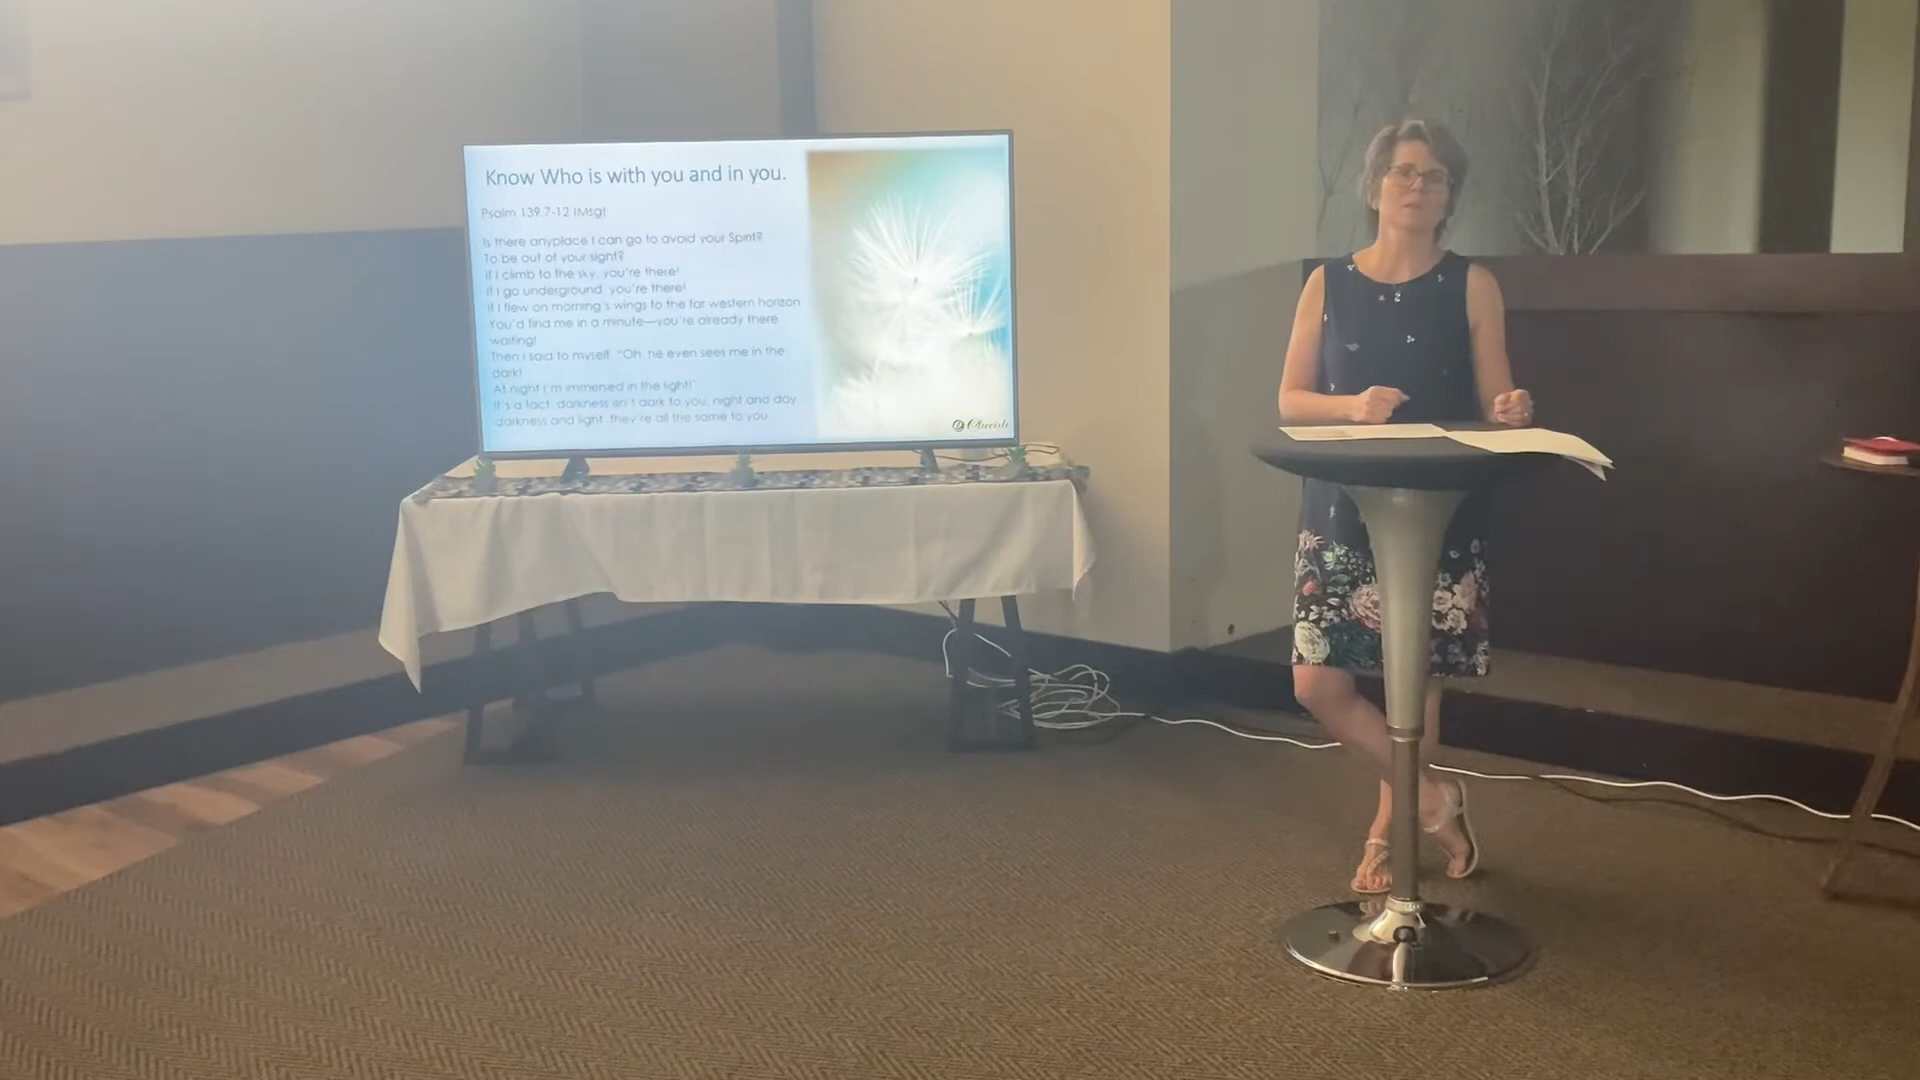 Know Who is with you and in you.
Psalm 139:7-12 (Msg)
Is there anyplace I can go to avoid your Spirit?
To be out of your sight?
If I climb to the sky, you're there!
If I go underground, you're there!
If I flew on morning's wings to the far western horizon
You'd find me in a minute—you're already there
waiting!
Then I said to myself, "Oh, he even sees me in the
dark!
At night I'm immersed in the light!"
It's a fact: darkness isn't dark to you; night and day
darkness and light, they're all the same to you
Cherish